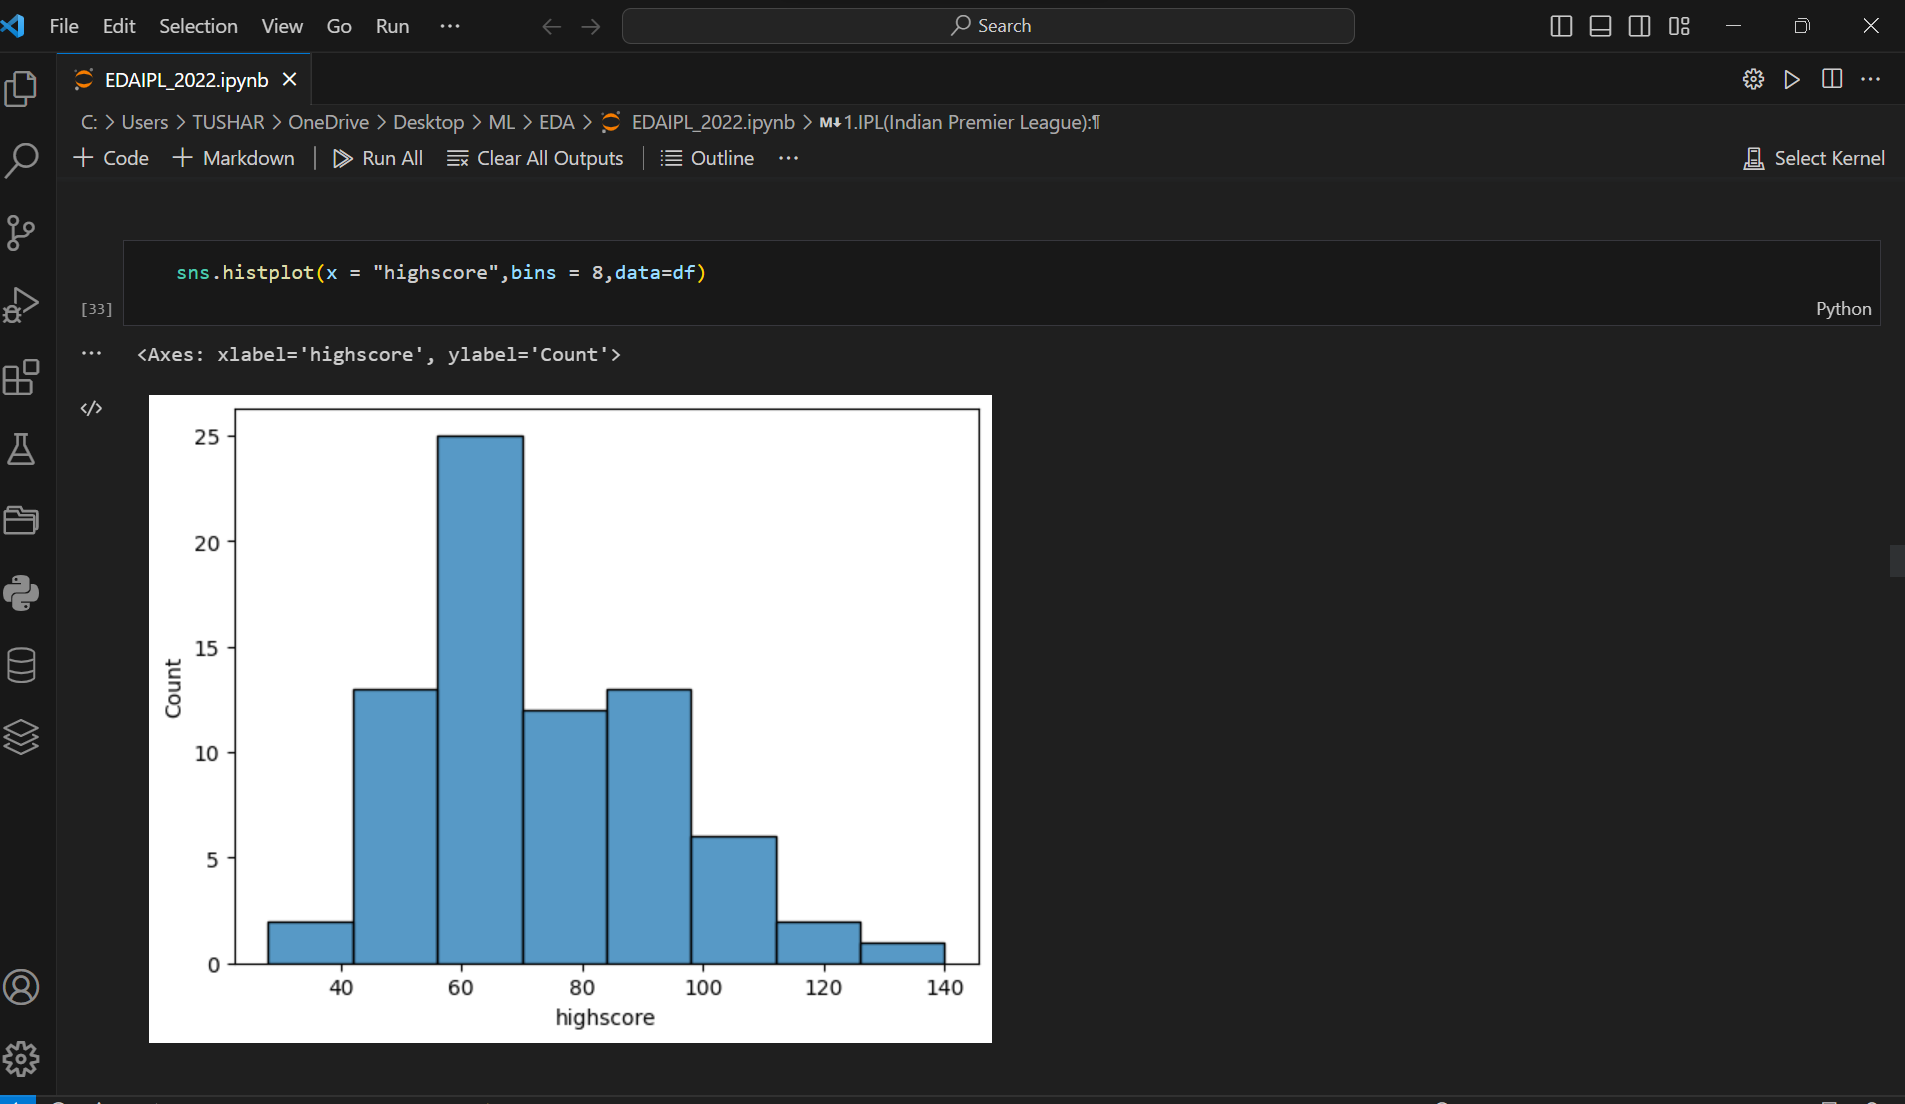 File Edit Selection View Go Run ··· Search
EDAIPL_2022.ipynb
C: > Users > TUSHAR > OneDrive > Desktop > ML > EDA > EDAIPL_2022.ipynb > M↓1.IPL(Indian Premier League):¶
+ Code + Markdown | Run All Clear All Outputs | Outline ··· Select Kernel
sns.histplot(x = "highscore",bins = 8,data=df)
[33]
Python
<Axes: xlabel='highscore', ylabel='Count'>
25
20
15
10
5
0
Count
40 60 80 100 120 140
highscore